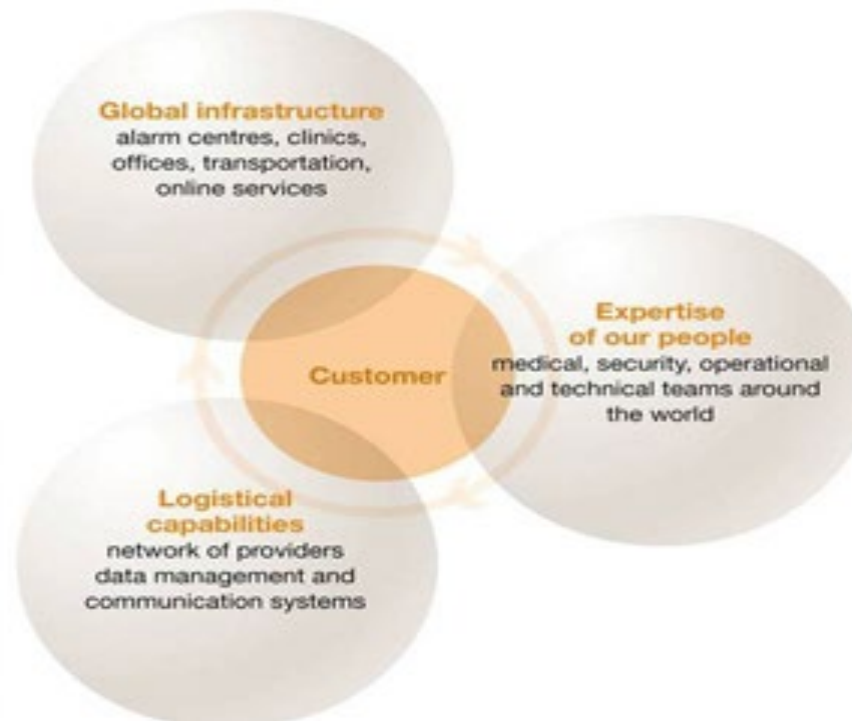 Global infrastructure
alarm centres, clinics,
offices, transportation,
online services
Expertise
of our people
medical, security, operational
and technical teams around
the world
Customer
Logistical
capabilities
network of providers
data management and
communication systems